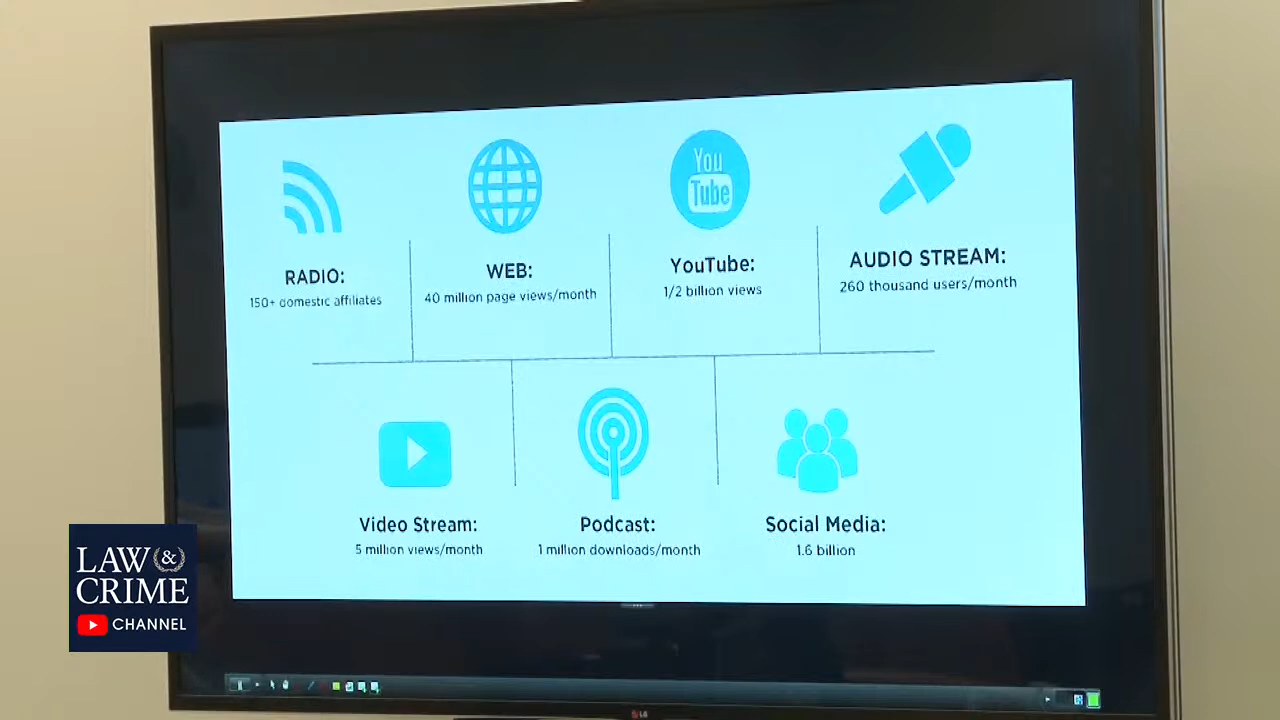 You
Tube
RADIO:
150+ domestic affiliates
WEB:
40 million page views/month
YouTube:
1/2 billion views
AUDIO STREAM:
260 thousand users/month
Video Stream:
5 million views/month
Podcast:
1 million downloads/month
Social Media:
1.6 billion
LAW &
CRIME
CHANNEL
LG